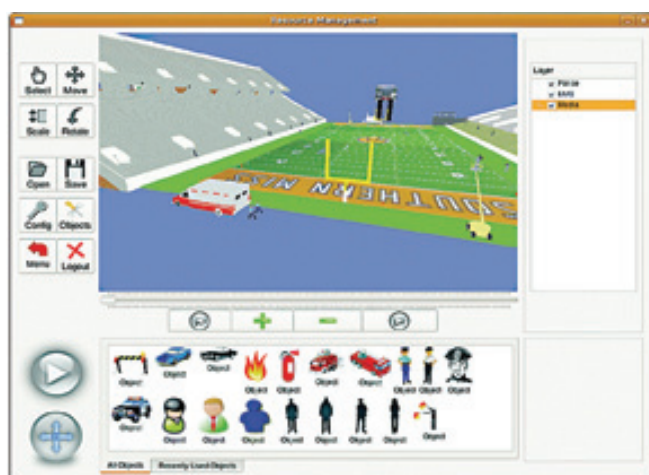 Resource Management
Select Move
Scale Rotate
Open Save
Config Objects
Menu Logout
SOUTHERN MISS
Layer
Police
EMS
Media
Object Object Object Object Object Object Object Object Object Object
Object Object Object Object Object Object Object Object Object
All Objects Recently Used Objects